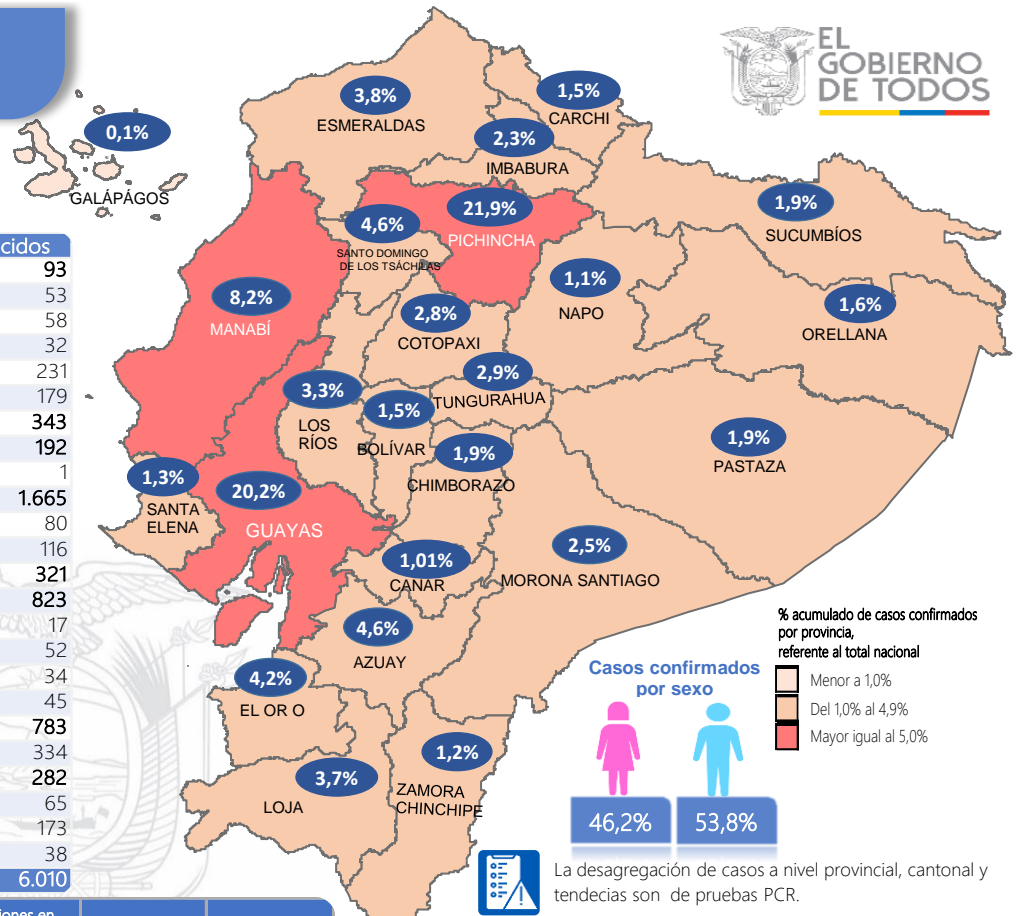 EL
GOBIERNO
DE TODOS
0,1%
GALÁPÁGOS
3,8%
ESMERALDAS
1,5%
CARCHI
2,3%
IMBABURA
1,9%
SUCUMBÍOS
21,9%
PICHINCHA
4,6%
SANTO DOMINGO
DE LOS TSÁCHILAS
8,2%
MANABÍ
1,1%
NAPO
1,6%
ORELLANA
2,8%
COTOPAXI
2,9%
TUNGURAHUA
3,3%
LOS
RÍOS
1,5%
BOLÍVAR
1,9%
CHIMBORAZO
1,9%
PASTAZA
1,3%
SANTA
ELENA
20,2%
GUAYAS
1,01%
CANAR
2,5%
MORONA SANTIAGO
4,6%
AZUAY
4,2%
EL OR O
3,7%
LOJA
1,2%
ZAMORA
CHINCHIPE
cidos
93
53
58
32
231
179
343
192
1
1.665
80
116
321
823
17
52
34
45
783
334
282
65
173
38
6.010
iones en
% acumulado de casos confirmados
por provincia,
referente al total nacional
Menor a 1,0%
Del 1,0% al 4,9%
Mayor igual al 5,0%
Casos confirmados
por sexo
46,2%
53,8%
La desagregación de casos a nivel provincial, cantonal y
tendecias son de pruebas PCR.